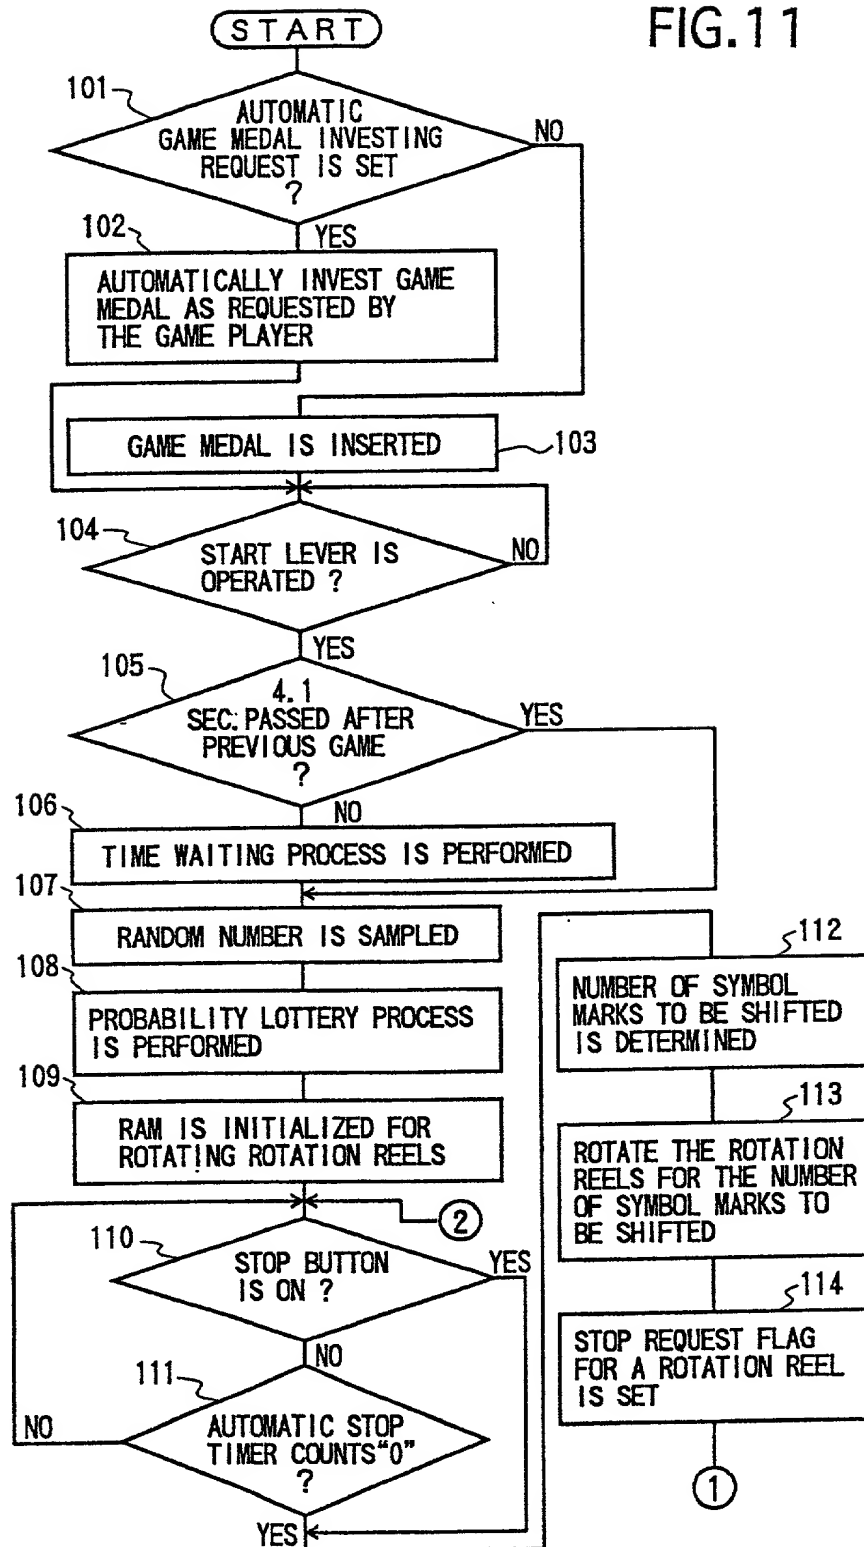 FIG.11
START
101
AUTOMATIC
GAME MEDAL INVESTING
REQUEST IS SET
?
NO
YES
102
AUTOMATICALLY INVEST GAME
MEDAL AS REQUESTED BY
THE GAME PLAYER
GAME MEDAL IS INSERTED
103
104
START LEVER IS
OPERATED ?
NO
YES
105
4.1
SEC.PASSED AFTER
PREVIOUS GAME
?
YES
NO
106
TIME WAITING PROCESS IS PERFORMED
107
RANDOM NUMBER IS SAMPLED
108
PROBABILITY LOTTERY PROCESS
IS PERFORMED
109
RAM IS INITIALIZED FOR
ROTATING ROTATION REELS
2
110
STOP BUTTON
IS ON ?
YES
NO
111
AUTOMATIC STOP
TIMER COUNTS“0”
?
NO
YES
112
NUMBER OF SYMBOL
MARKS TO BE SHIFTED
IS DETERMINED
113
ROTATE THE ROTATION
REELS FOR THE NUMBER
OF SYMBOL MARKS TO
BE SHIFTED
114
STOP REQUEST FLAG
FOR A ROTATION REEL
IS SET
1